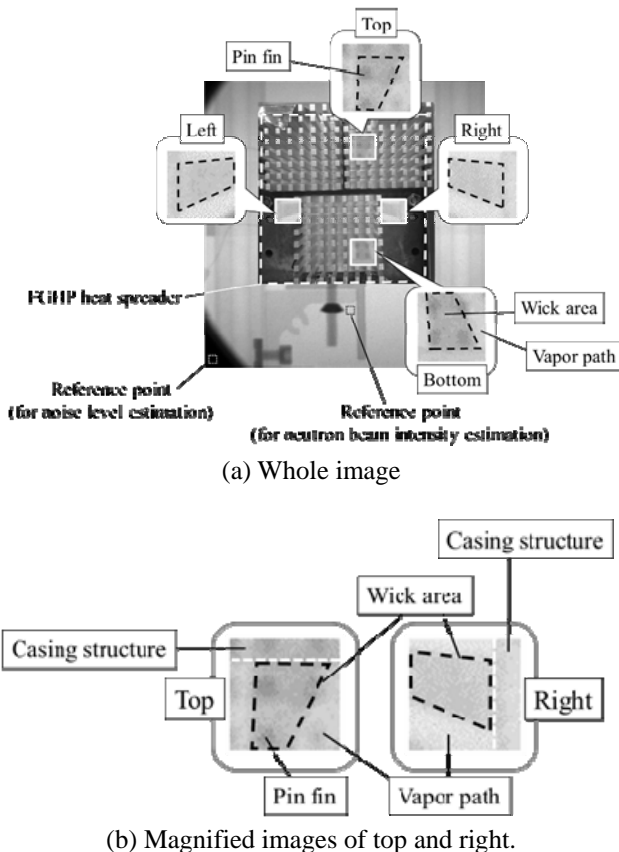 Top
Pin fin
Left
Right
FGHP heat spreader
Wick area
Vapor path
Bottom
Reference point
(for noise level estimation)
Reference point
(for neutron beam intensity estimation)
(a) Whole image
Casing structure
Wick area
Casing structure
Top
Right
Pin fin
Vapor path
(b) Magnified images of top and right.